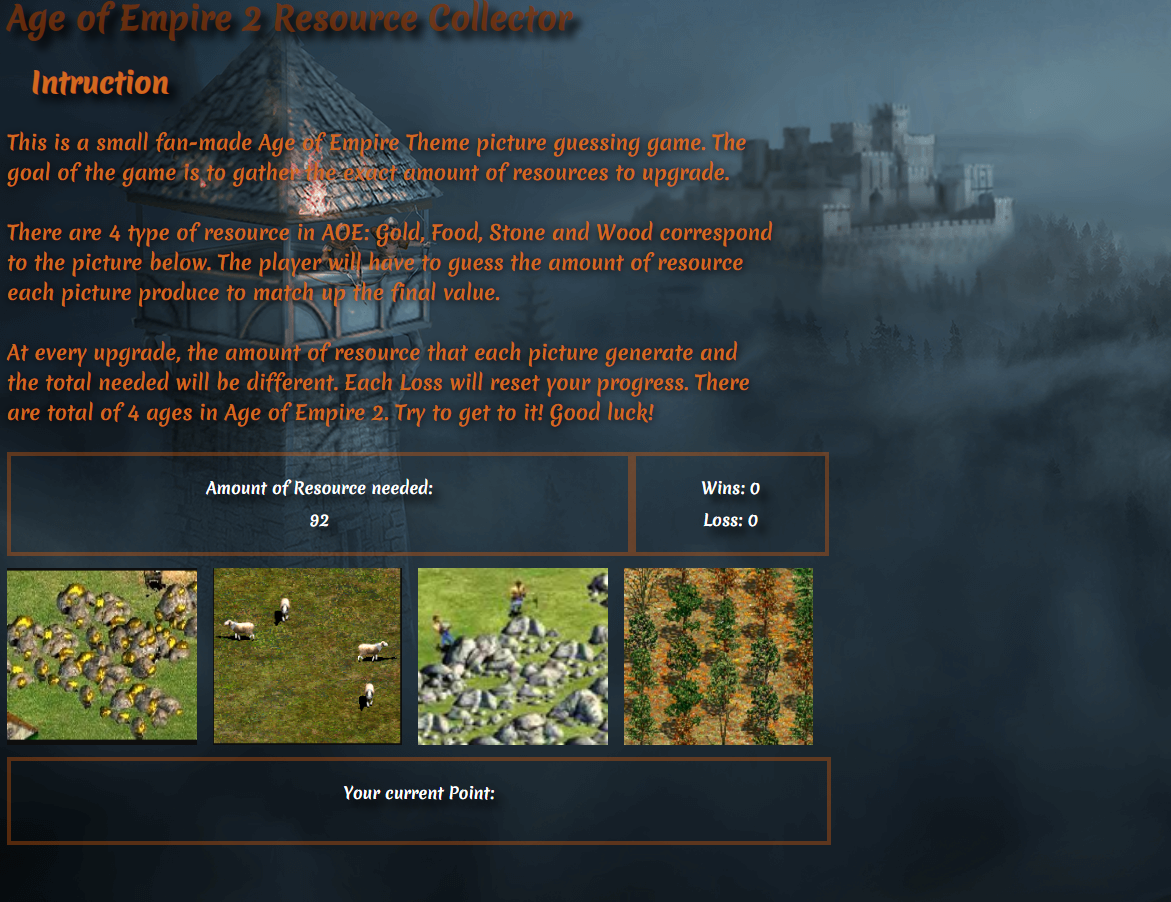 Age of Empire 2 Resource Collector
Intruction
This is a small fan-made Age of Empire Theme picture guessing game. The
goal of the game is to gather the exact amount of resources to upgrade.
There are 4 type of resource in AOE: Gold, Food, Stone and Wood correspond
to the picture below. The player will have to guess the amount of resource
each picture produce to match up the final value.
At every upgrade, the amount of resource that each picture generate and
the total needed will be different. Each Loss will reset your progress. There
are total of 4 ages in Age of Empire 2. Try to get to it! Good luck!
Amount of Resource needed:
92
Wins: 0
Loss: 0
Your current Point: